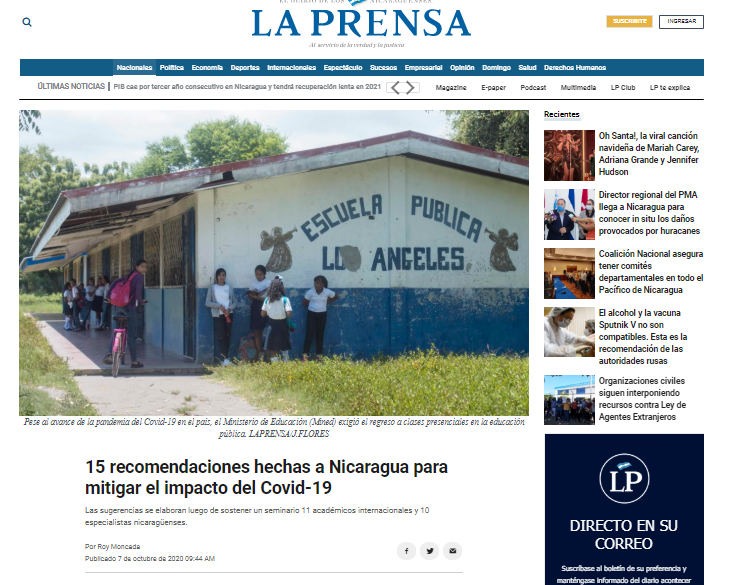 EL DIARIO DE LOS NICARAGÜENSES
LA PRENSA
Al servicio de la verdad y la justicia
SUSCRIBITE
INGRESAR
Nacionales Política Economía Deportes Internacionales Espectáculo Sucesos Empresarial Opinión Domingo Salud Derechos Humanos
ÚLTIMAS NOTICIAS | PIB cae por tercer año consecutivo en Nicaragua y tendrá recuperación lenta en 2021
Magazine E-paper Podcast Multimedia LP Club LP te explica
ESCUELA PUBLICA
ANGELES
Pese al avance de la pandemia del Covid-19 en el país, el Ministerio de Educación (Mined) exigió el regreso a clases presenciales en la educación
pública. LAPRENSA/J.FLORES
15 recomendaciones hechas a Nicaragua para
mitigar el impacto del Covid-19
Las sugerencias se elaboran luego de sostener un seminario 11 académicos internacionales y 10
especialistas nicaragüenses.
Por Roy Moncada
Publicado 7 de octubre de 2020 09:44 AM
Recientes
Oh Santa!, la viral canción
navideña de Mariah Carey,
Adriana Grande y Jennifer
Hudson
Director regional del PMA
llega a Nicaragua para
conocer in situ los daños
provocados por huracanes
Coalición Nacional asegura
tener comités
departamentales en todo el
Pacífico de Nicaragua
El alcohol y la vacuna
Sputnik V no son
compatibles. Esta es la
recomendación de las
autoridades rusas
Organizaciones civiles
siguen interponiendo
recursos contra Ley de
Agentes Extranjeros
LP
DIRECTO EN SU
CORREO
Suscríbase al boletín de su preferencia y
manténgase informado del diario acontecer